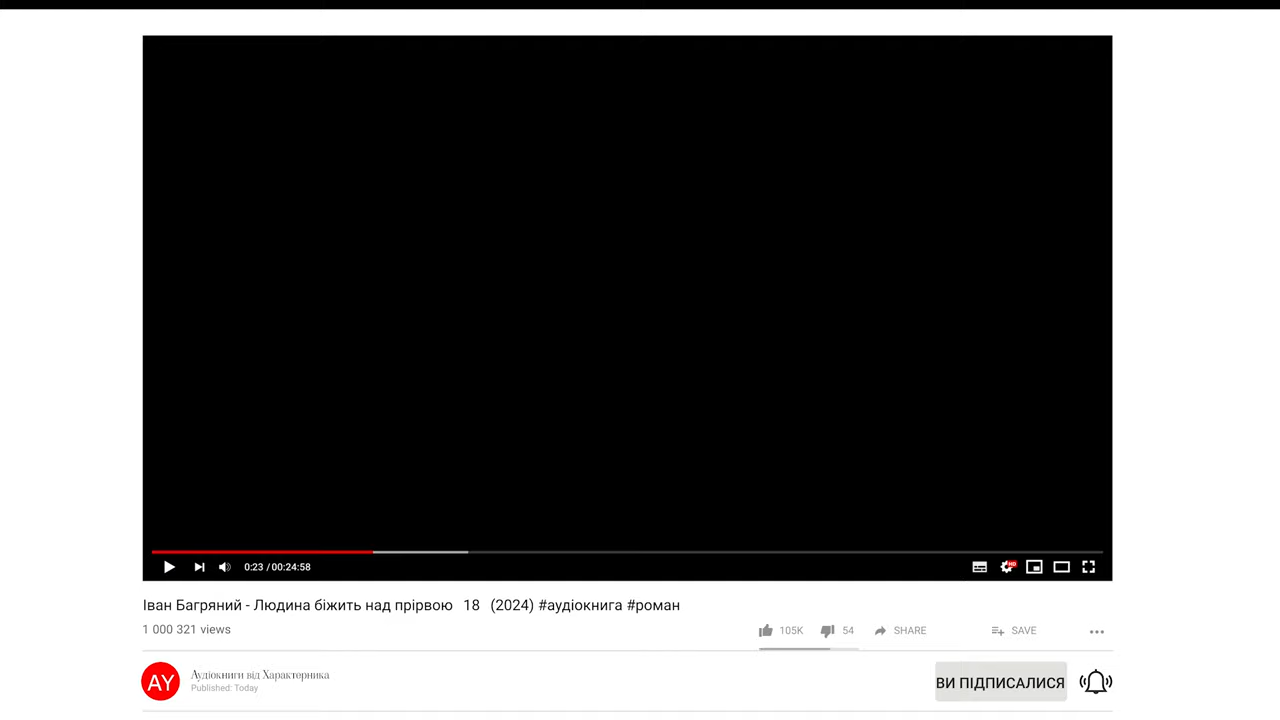 0:23 / 00:24:58
HD
Іван Багряний - Людина біжить над прірвою 18 (2024) #аудіокнига #роман
1 000 321 views
105K 54 SHARE SAVE
AY
Аудіокниги від Характерника
Published: Today
ВИ ПІДПИСАЛИСЯ